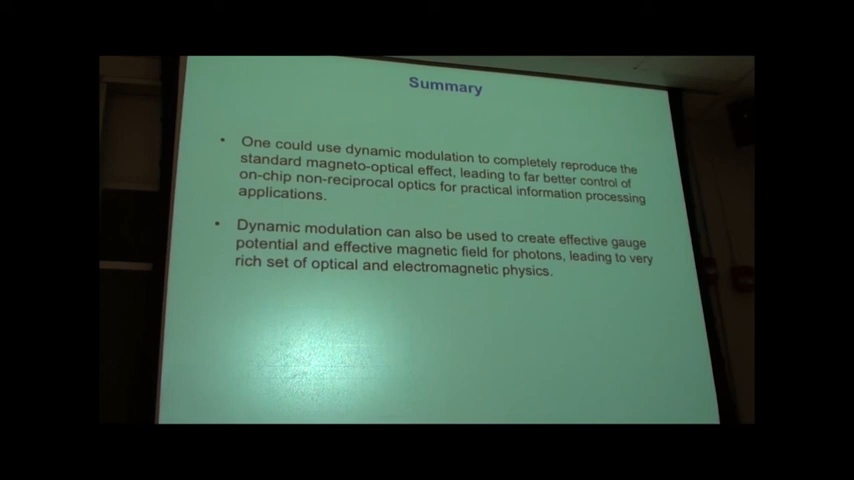 Summary
• One could use dynamic modulation to completely reproduce the
standard magneto-optical effect, leading to far better control of
on-chip non-reciprocal optics for practical information processing
applications.
• Dynamic modulation can also be used to create effective gauge
potential and effective magnetic field for photons, leading to very
rich set of optical and electromagnetic physics.